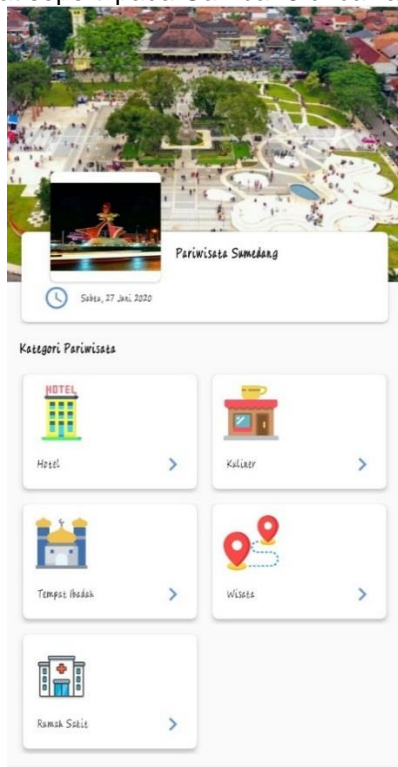 Pariwisata Sumedang
Sabtu, 27 Juni 2020
Kategori Pariwisata
HOTEL
Hotel
Kuliner
Tempat Ibadah
Wisata
Rumah Sakit